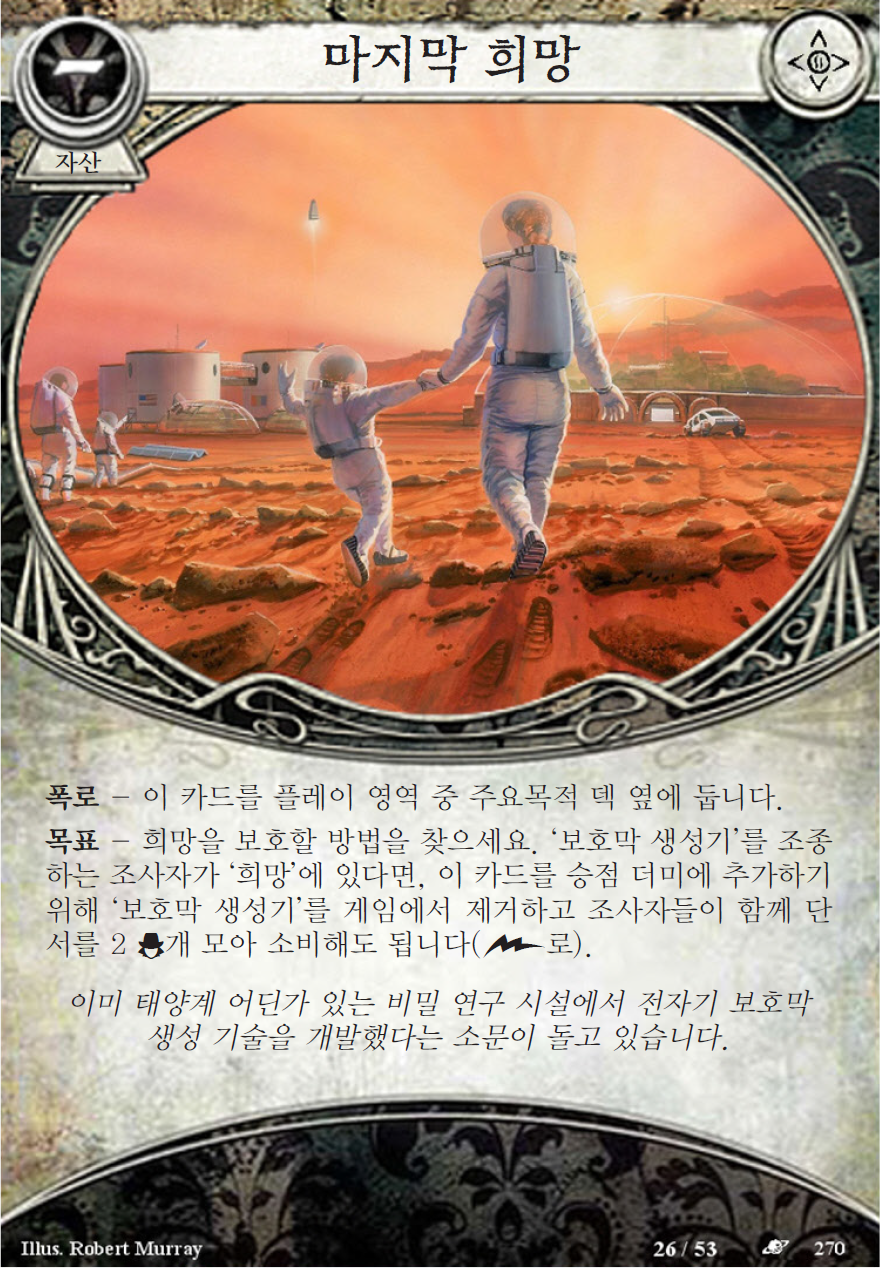 마지막 희망
자산
폭로 – 이 카드를 플레이 영역 중 주요목적 덱 옆에 둡니다.
목표 – 희망을 보호할 방법을 찾으세요. ‘보호막 생성기’를 조종
하는 조사자가 ‘희망’에 있다면, 이 카드를 승점 더미에 추가하기
위해 ‘보호막 생성기’를 게임에서 제거하고 조사자들이 함께 단
서를 2 개 모아 소비해도 됩니다( 로).
이미 태양계 어딘가 있는 비밀 연구 시설에서 전자기 보호막
생성 기술을 개발했다는 소문이 돌고 있습니다.
Illus. Robert Murray
26 / 53
270